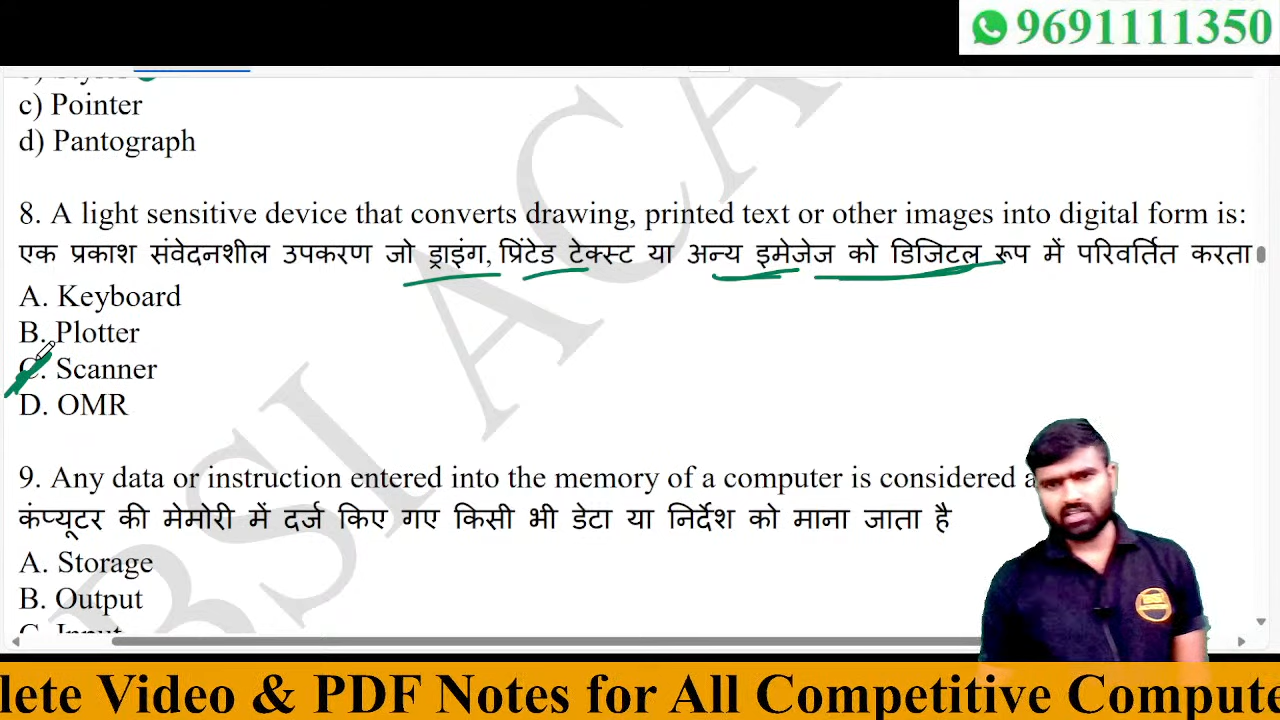 9691111350
c) Pointer
d) Pantograph
8. A light sensitive device that converts drawing, printed text or other images into digital form is:
एक प्रकाश संवेदनशील उपकरण जो ड्राइंग, प्रिंटेड टेक्स्ट या अन्य इमेजेज को डिजिटल रूप में परिवर्तित करता
A. Keyboard
B. Plotter
C. Scanner
D. OMR
9. Any data or instruction entered into the memory of a computer is considered
कंप्यूटर की मेमोरी में दर्ज किए गए किसी भी डेटा या निर्देश को माना जाता है
A. Storage
B. Output
C. Input
lete Video & PDF Notes for All Competitive Compute